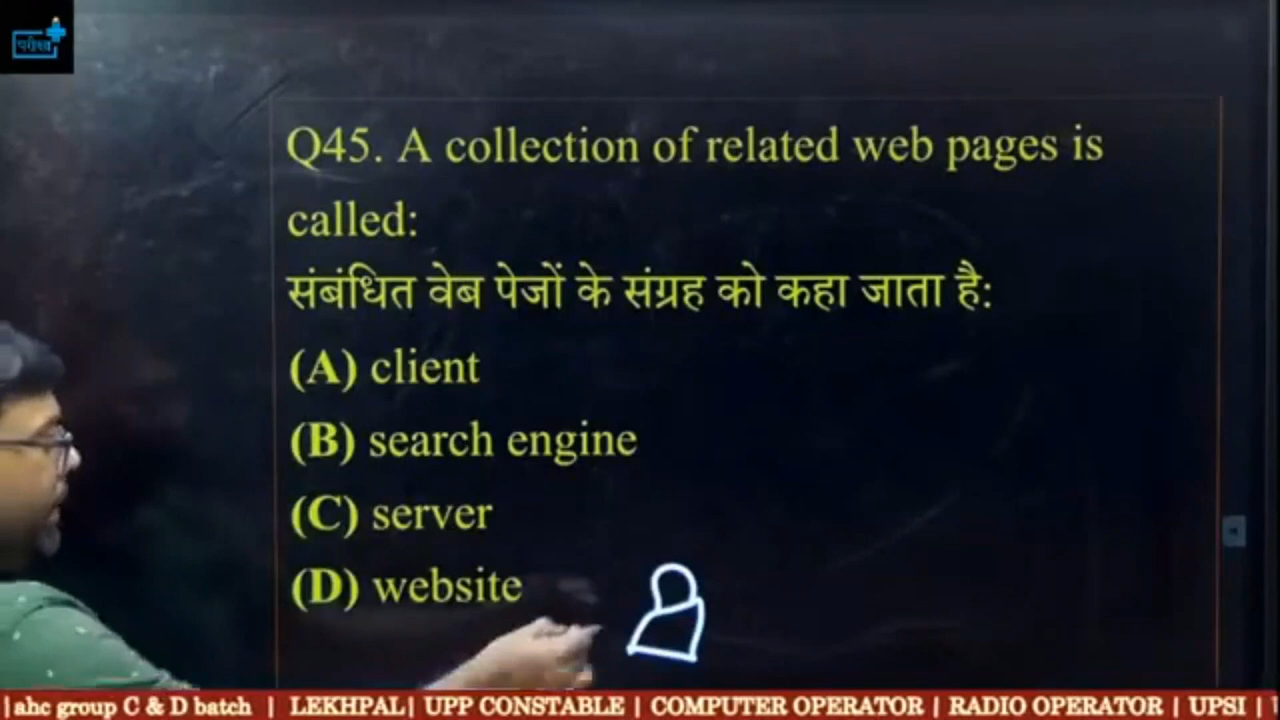 परीक्षा
Q45. A collection of related web pages is
called:
संबंधित वेब पेजों के संग्रह को कहा जाता है:
(A) client
(B) search engine
(C) server
(D) website
|ahc group C & D batch | LEKHPAL| UPP CONSTABLE | COMPUTER OPERATOR | RADIO OPERATOR | UPSI |